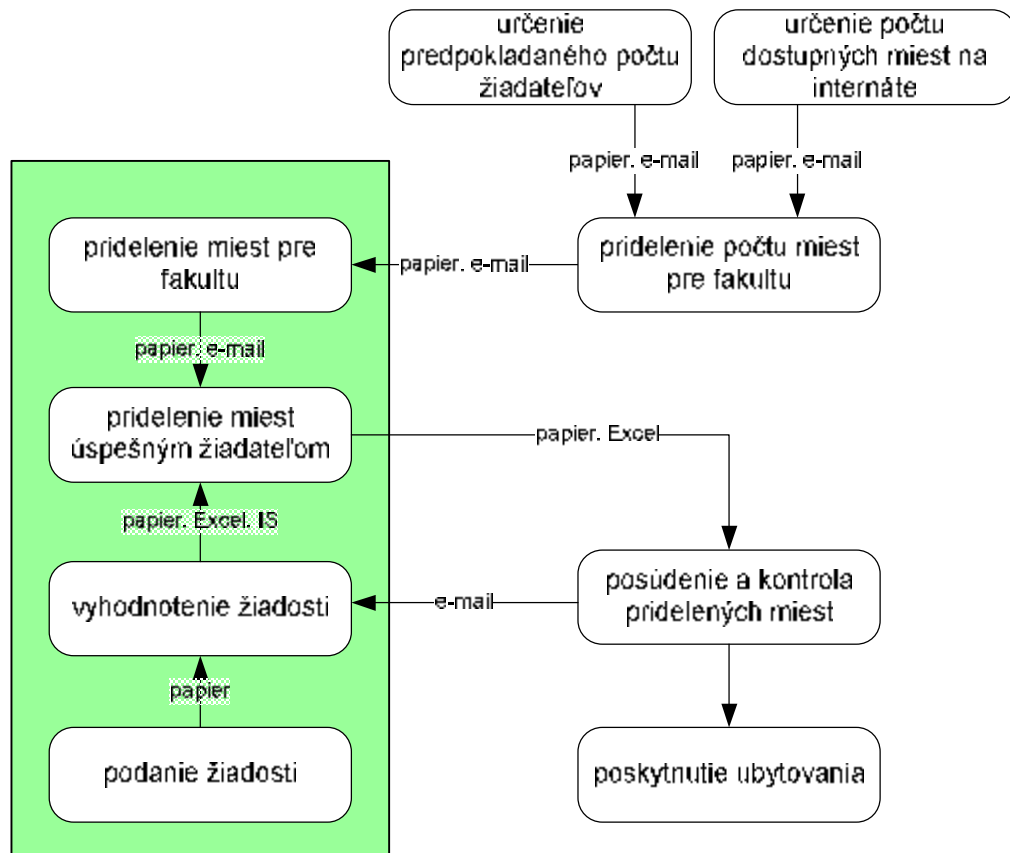 určenie
predpokladaného počtu
žiadateľov
určenie počtu
dostupných miest na
internáte
papier. e-mail
papier. e-mail
pridelenie miest pre
fakultu
papier. e-mail
pridelenie počtu miest
pre fakultu
papier. e-mail
pridelenie miest
úspešným žiadateľom
papier. Excel
papier. Excel. IS
vyhodnotenie žiadosti
e-mail
posúdenie a kontrola
pridelených miest
papier
podanie žiadosti
poskytnutie ubytovania